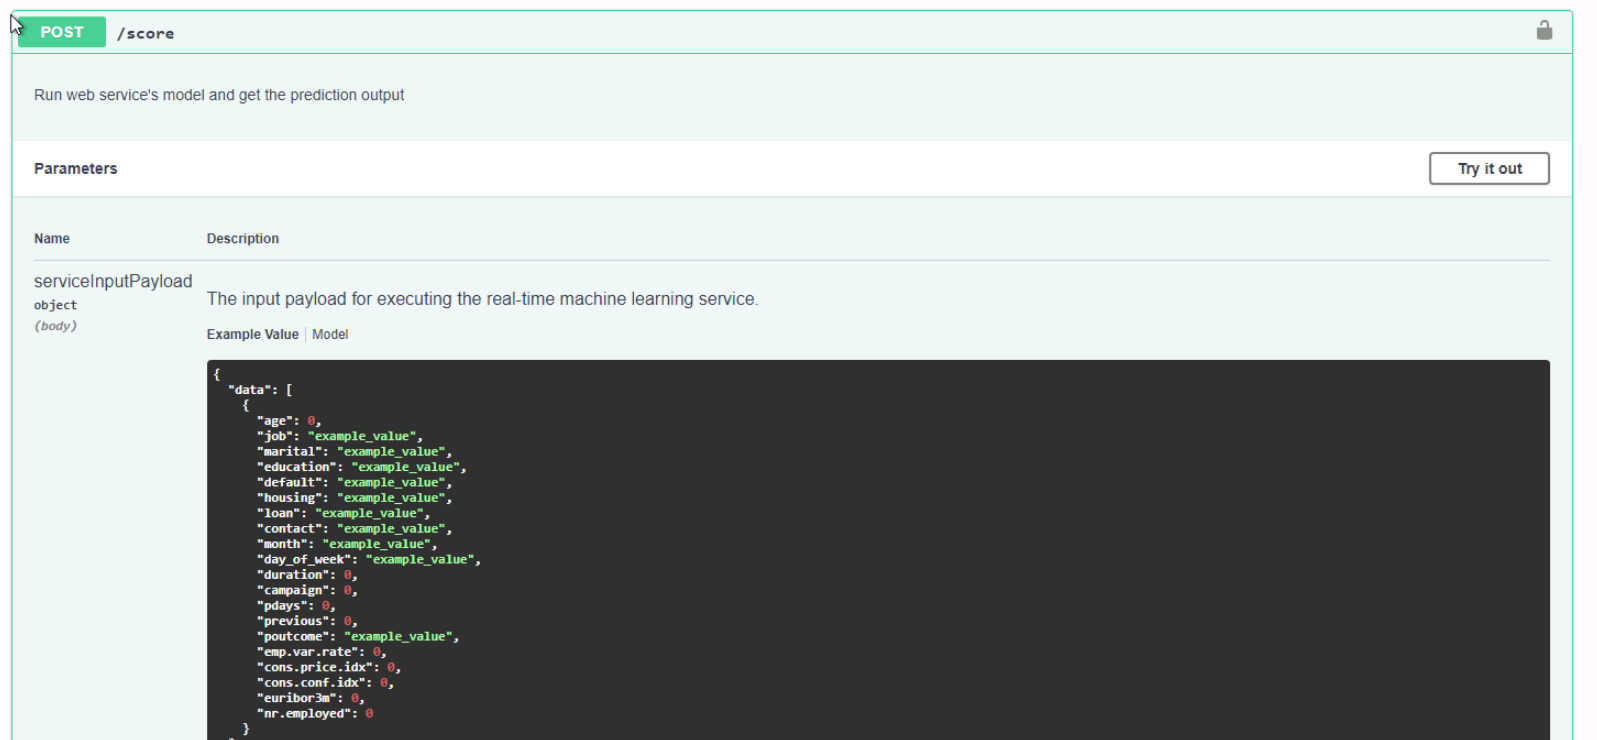 POST /score
Run web service's model and get the prediction output
Parameters
Try it out
Name
Description
serviceInputPayload
object
(body)
The input payload for executing the real-time machine learning service.
Example Value | Model
{
  "data": [
    {
      "age": 0,
      "job": "example_value",
      "marital": "example_value",
      "education": "example_value",
      "default": "example_value",
      "housing": "example_value",
      "loan": "example_value",
      "contact": "example_value",
      "month": "example_value",
      "day_of_week": "example_value",
      "duration": 0,
      "campaign": 0,
      "pdays": 0,
      "previous": 0,
      "poutcome": "example_value",
      "emp.var.rate": 0,
      "cons.price.idx": 0,
      "cons.conf.idx": 0,
      "euribor3m": 0,
      "nr.employed": 0
    }